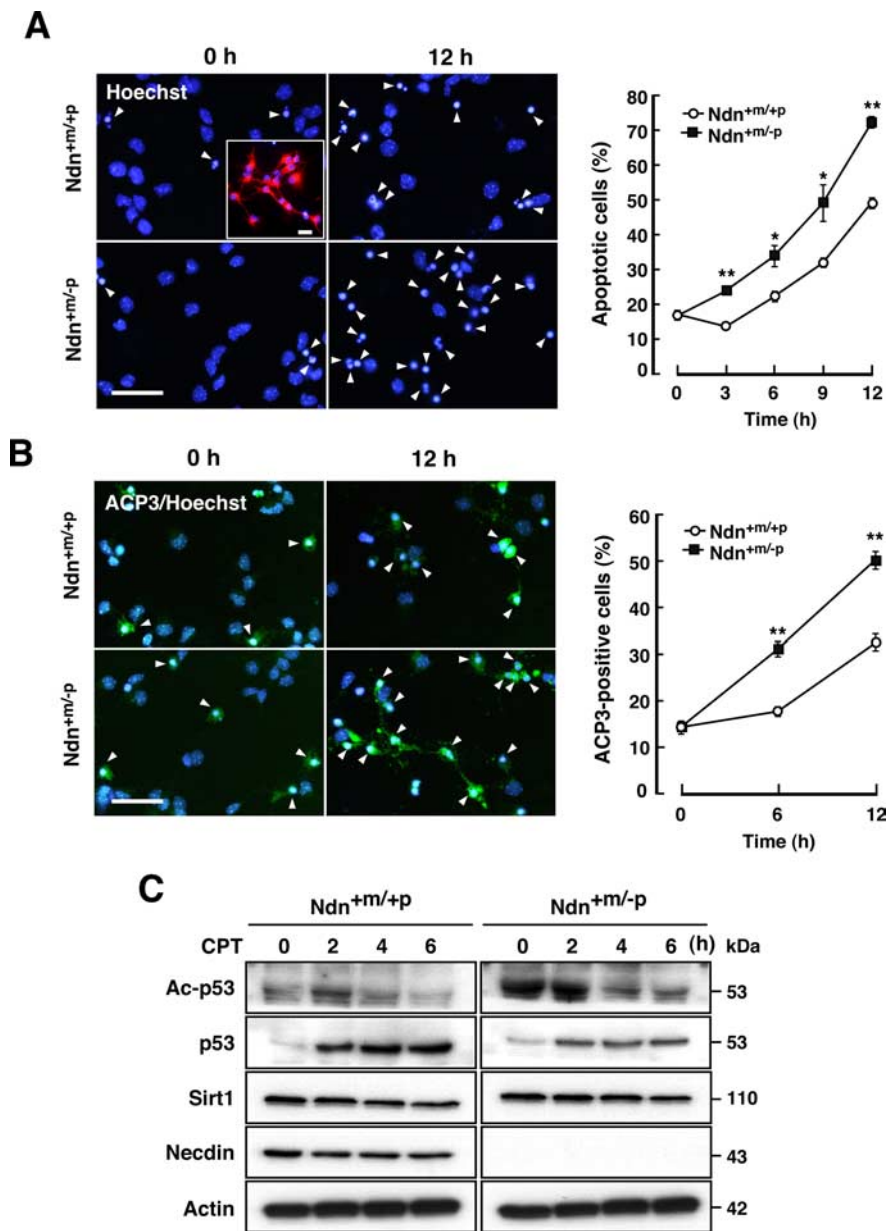 A
0 h 12 h
Hoechst
Ndn+m/+p
Ndn+m/-p
Apoptotic cells (%)
80
70
60
50
40
30
20
10
0
Ndn+m/+p
Ndn+m/-p
**
*
*
**
0 3 6 9 12
Time (h)
B
0 h 12 h
ACP3/Hoechst
Ndn+m/+p
Ndn+m/-p
ACP3-positive cells (%)
60
50
40
30
20
10
0
Ndn+m/+p
Ndn+m/-p
**
**
0 6 12
Time (h)
C
Ndn+m/+p Ndn+m/-p
CPT 0 2 4 6 0 2 4 6 (h) kDa
Ac-p53 53
p53 53
Sirt1 110
Necdin 43
Actin 42